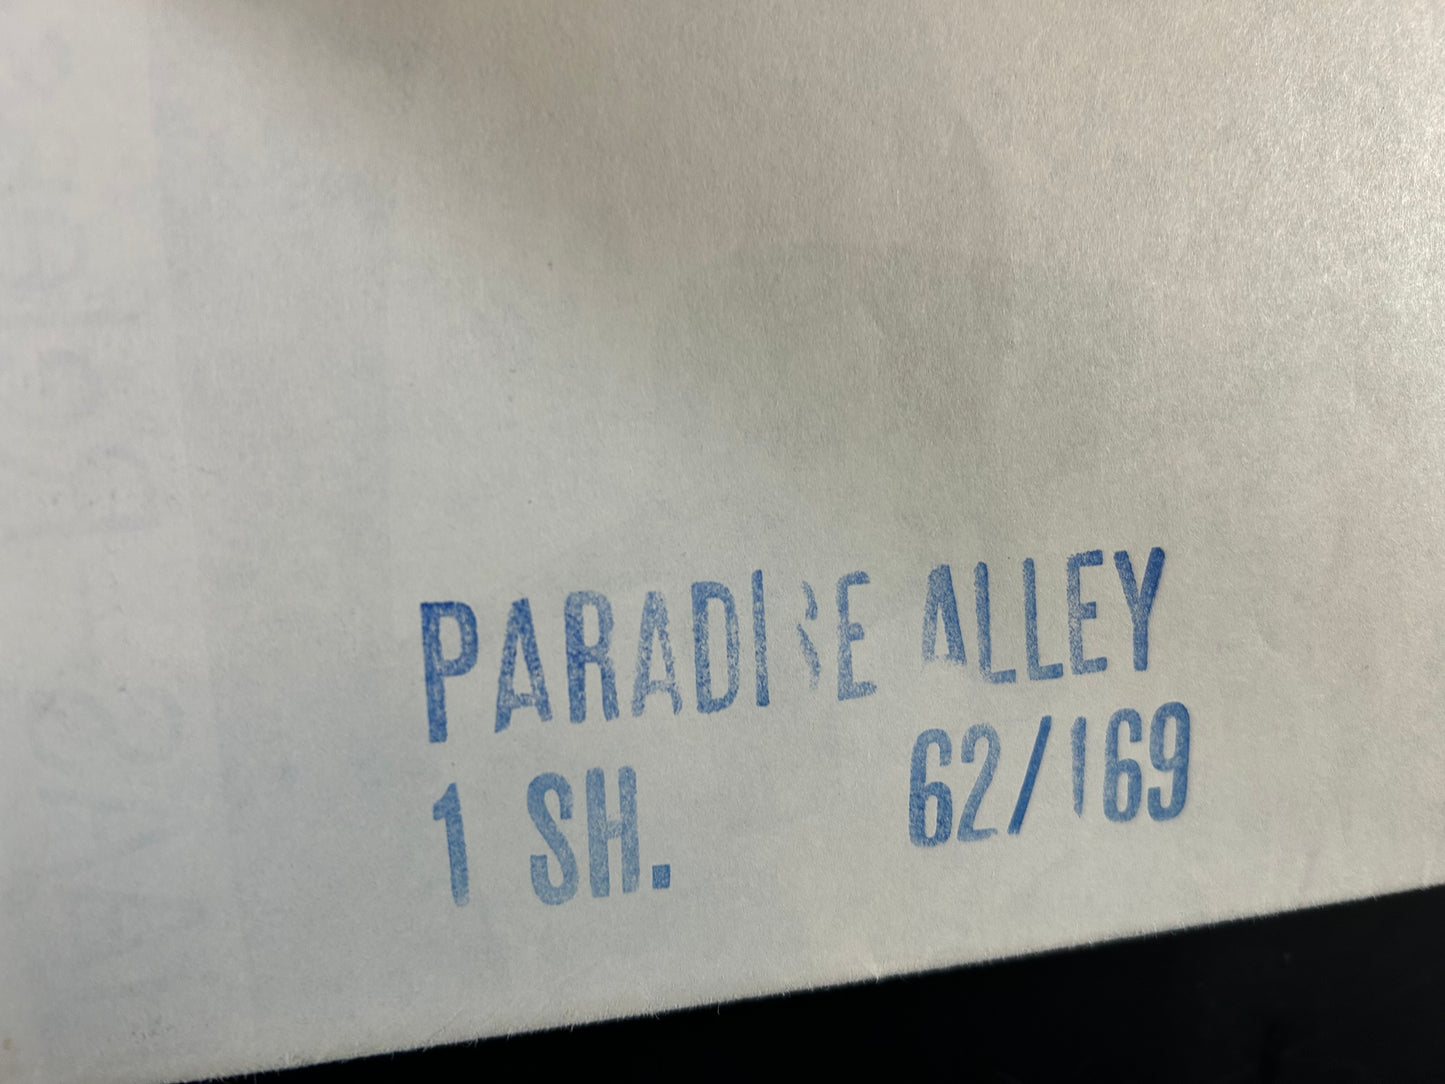 PARADISE ALLEY
1 SH. 62/169